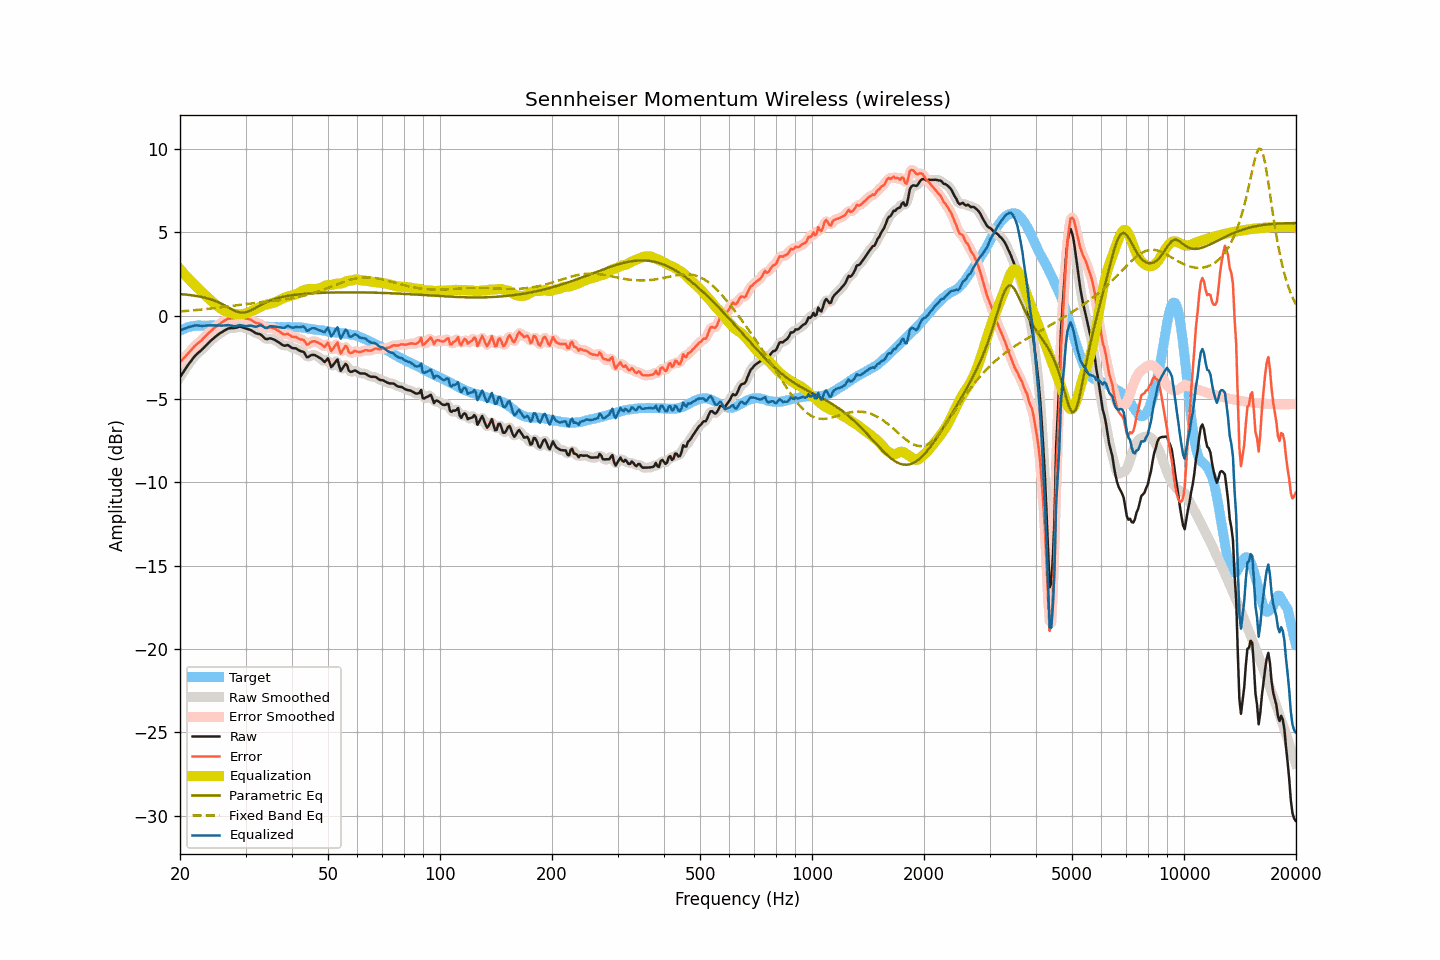 Sennheiser Momentum Wireless (wireless)
Amplitude (dBr)
10
5
0
−5
−10
−15
−20
−25
−30
Target
Raw Smoothed
Error Smoothed
Raw
Error
Equalization
Parametric Eq
Fixed Band Eq
Equalized
20 50 100 200 500 1000 2000 5000 10000 20000
Frequency (Hz)